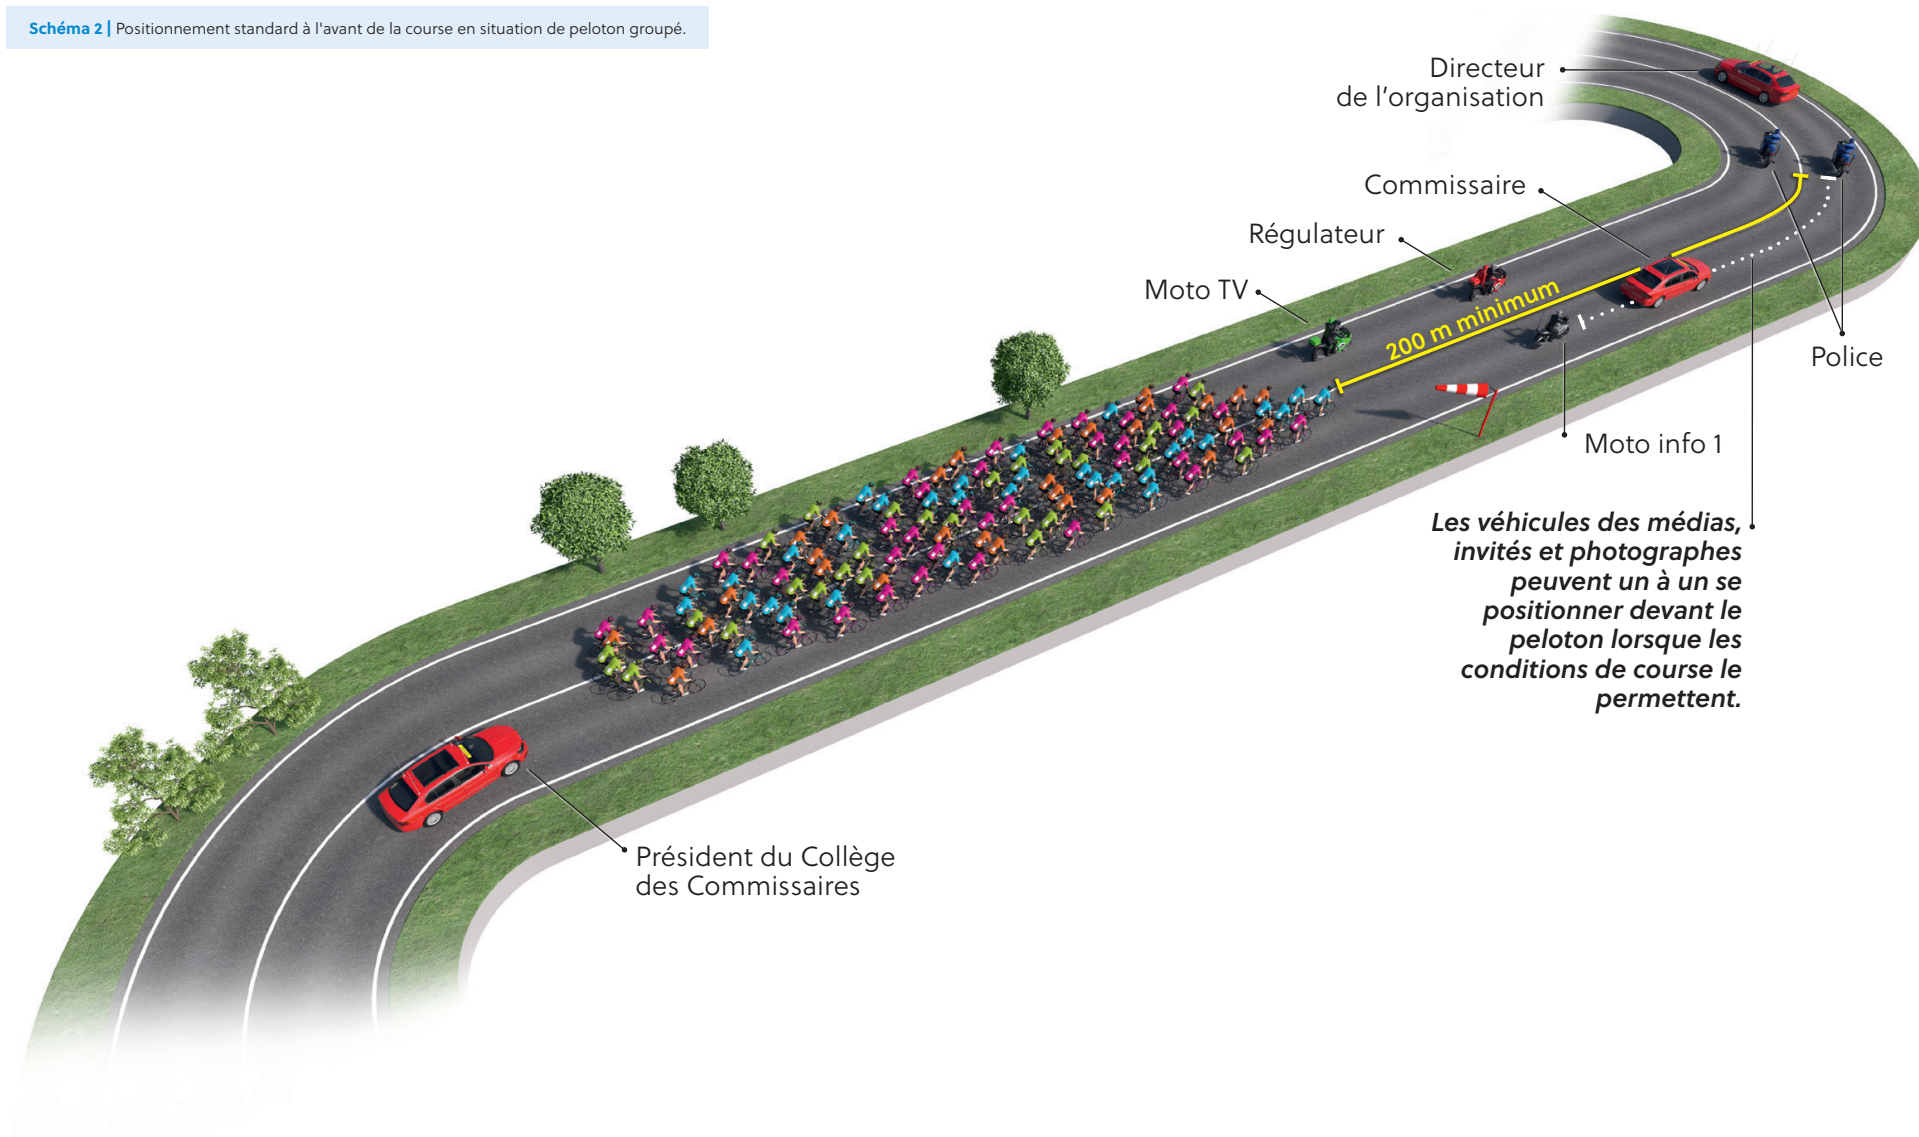 Schéma 2 | Positionnement standard à l'avant de la course en situation de peloton groupé.
Directeur
de l’organisation
Commissaire
Régulateur
Moto TV
200 m minimum
Police
Moto info 1
Les véhicules des médias,
invités et photographes
peuvent un à un se
positionner devant le
peloton lorsque les
conditions de course le
permettent.
Président du Collège
des Commissaires